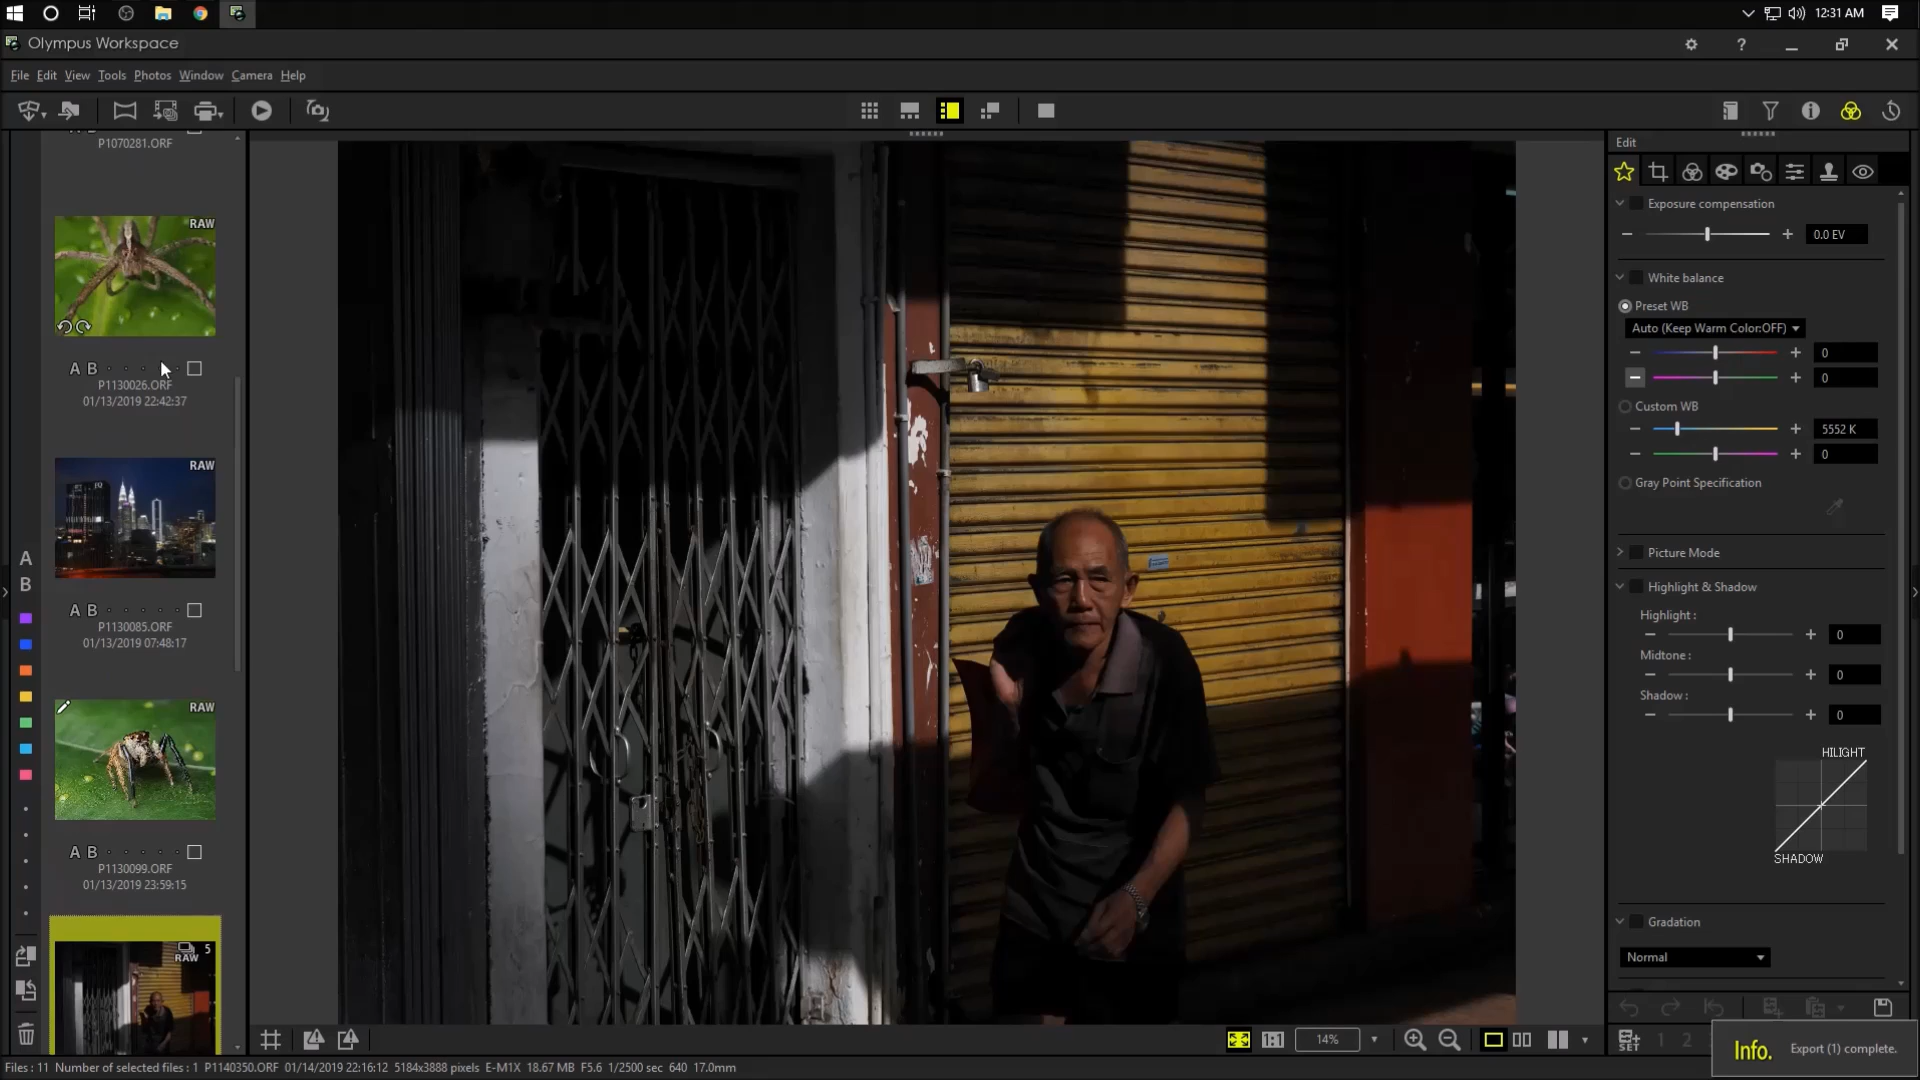 12:31 AM
Olympus Workspace
?
File Edit View Tools Photos Window Camera Help
P1070281.ORF
RAW
A B
P1130026.ORF
01/13/2019 22:42:37
RAW
A B
P1130085.ORF
01/13/2019 07:48:17
RAW
A B
P1130099.ORF
01/13/2019 23:59:15
RAW 5
A
B
Edit
Exposure compensation
0.0 EV
White balance
Preset WB
Auto (Keep Warm Color:OFF)
0
0
Custom WB
5552 K
0
Gray Point Specification
Picture Mode
Highlight & Shadow
Highlight :
0
Midtone :
0
Shadow :
0
HILIGHT
SHADOW
Gradation
Normal
1:1
14%
SET 1 2
Info. Export (1) complete.
Files : 11 Number of selected files : 1 P1140350.ORF 01/14/2019 22:16:12 5184x3888 pixels E-M1X 18.67 MB F5.6 1/2500 sec 640 17.0mm